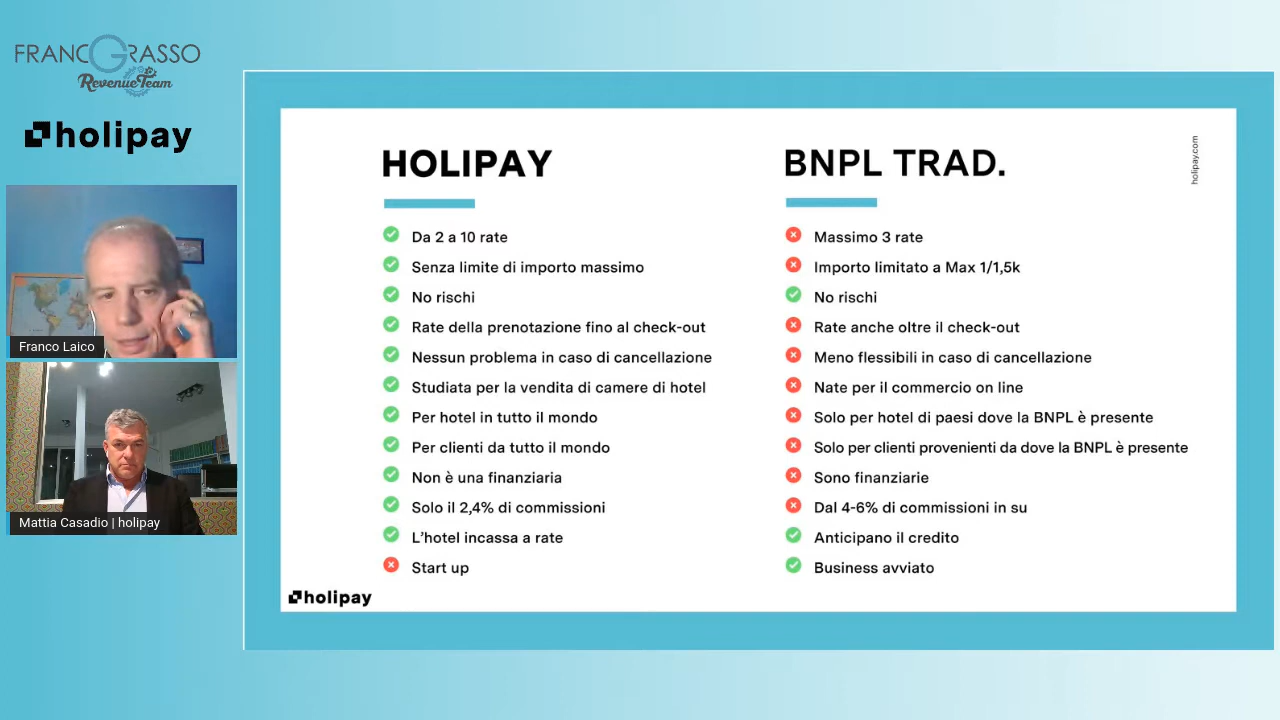 FRANCOGRASSO
RevenueTeam
holipay
Franco Laico
Mattia Casadio | holipay
HOLIPAY
Da 2 a 10 rate
Senza limite di importo massimo
No rischi
Rate della prenotazione fino al check-out
Nessun problema in caso di cancellazione
Studiata per la vendita di camere di hotel
Per hotel in tutto il mondo
Per clienti da tutto il mondo
Non è una finanziaria
Solo il 2,4% di commissioni
L'hotel incassa a rate
Start up
BNPL TRAD.
Massimo 3 rate
Importo limitato a Max 1/1,5k
No rischi
Rate anche oltre il check-out
Meno flessibili in caso di cancellazione
Nate per il commercio on line
Solo per hotel di paesi dove la BNPL è presente
Solo per clienti provenienti da dove la BNPL è presente
Sono finanziarie
Dal 4-6% di commissioni in su
Anticipano il credito
Business avviato
holipay.com
holipay